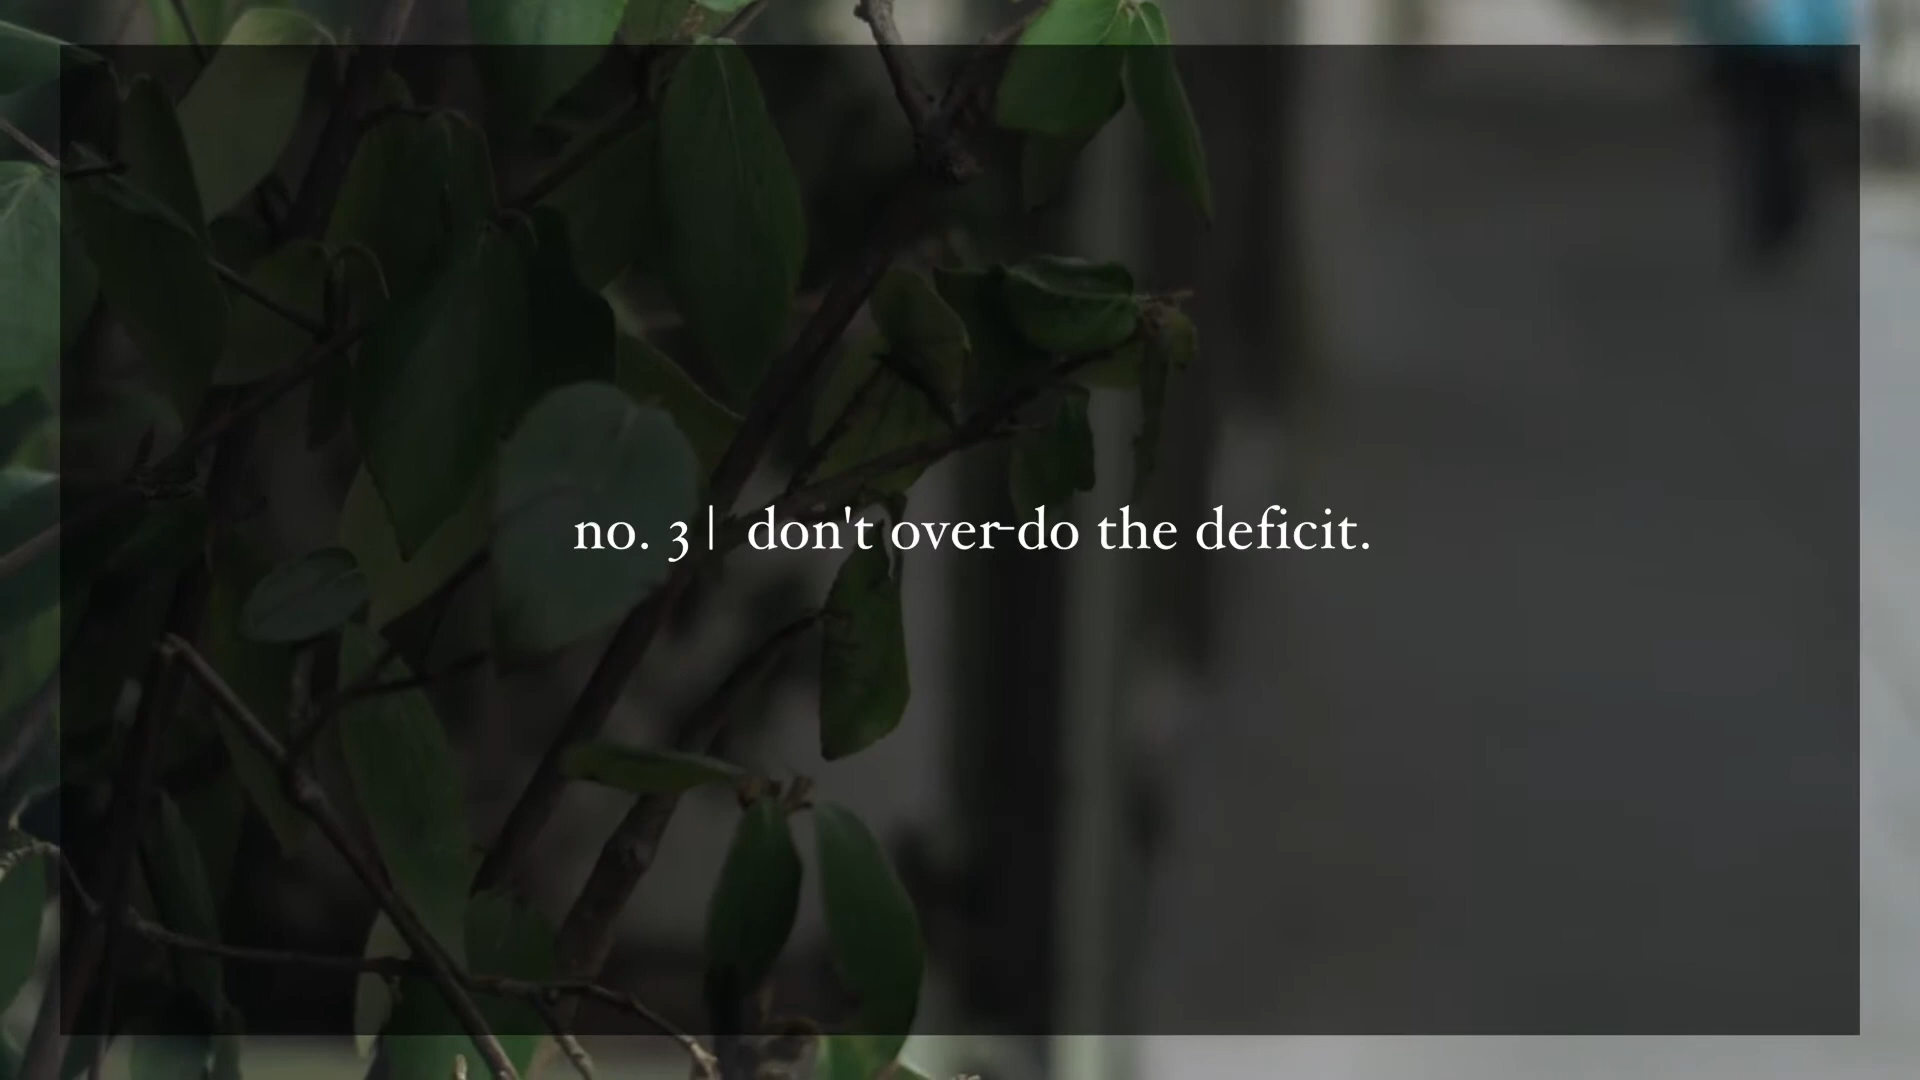 no. 3 | don't over-do the deficit.